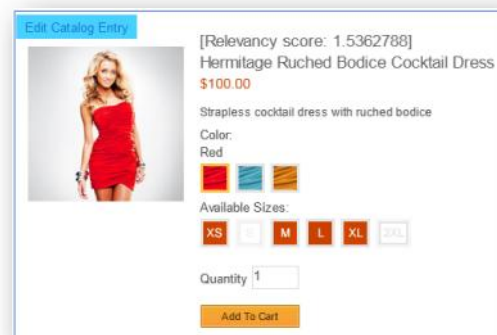 Edit Catalog Entry
[Relevancy score: 1.5362788]
Hermitage Ruched Bodice Cocktail Dress
$100.00
Strapless cocktail dress with ruched bodice
Color:
Red
Available Sizes:
XS S M L XL 2XL
Quantity 1
Add To Cart